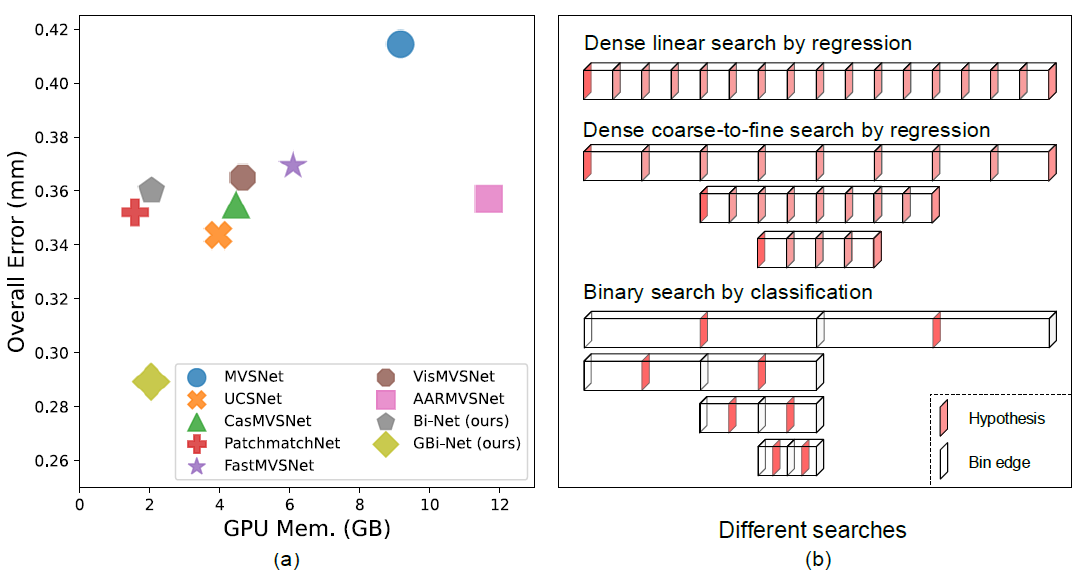 0.42
0.40
0.38
0.36
0.34
0.32
0.30
0.28
0.26
Overall Error (mm)
0
2
4
6
8
10
12
GPU Mem. (GB)
MVSNet
UCSNet
CasMVSNet
PatchmatchNet
FastMVSNet
VisMVSNet
AARMVSNet
Bi-Net (ours)
GBi-Net (ours)
(a)
Dense linear search by regression
Dense coarse-to-fine search by regression
Binary search by classification
Hypothesis
Bin edge
Different searches
(b)